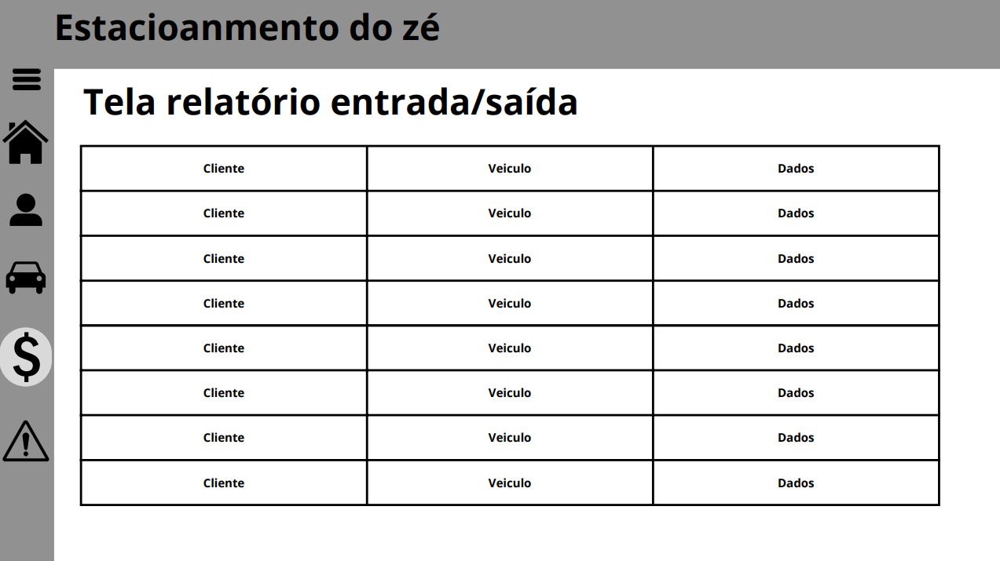 Estacioanmento do zé
Tela relatório entrada/saída
Cliente Veiculo Dados
Cliente Veiculo Dados
Cliente Veiculo Dados
Cliente Veiculo Dados
Cliente Veiculo Dados
Cliente Veiculo Dados
Cliente Veiculo Dados
Cliente Veiculo Dados